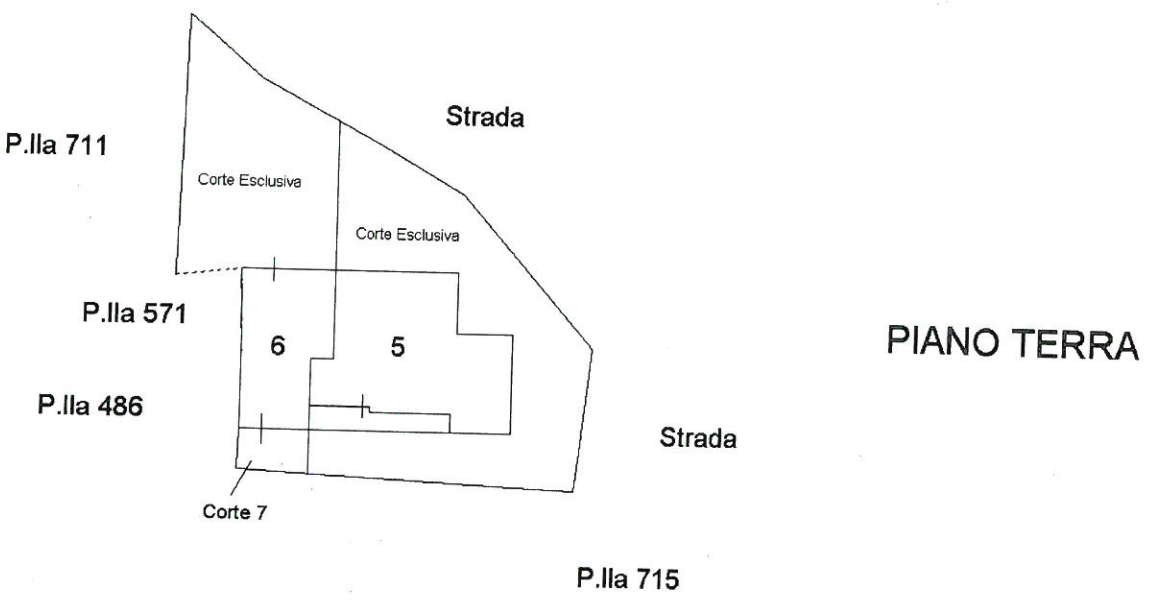 Strada
P.lla 711
Corte Esclusiva
Corte Esclusiva
P.lla 571
6
5
PIANO TERRA
P.lla 486
Strada
Corte 7
P.lla 715